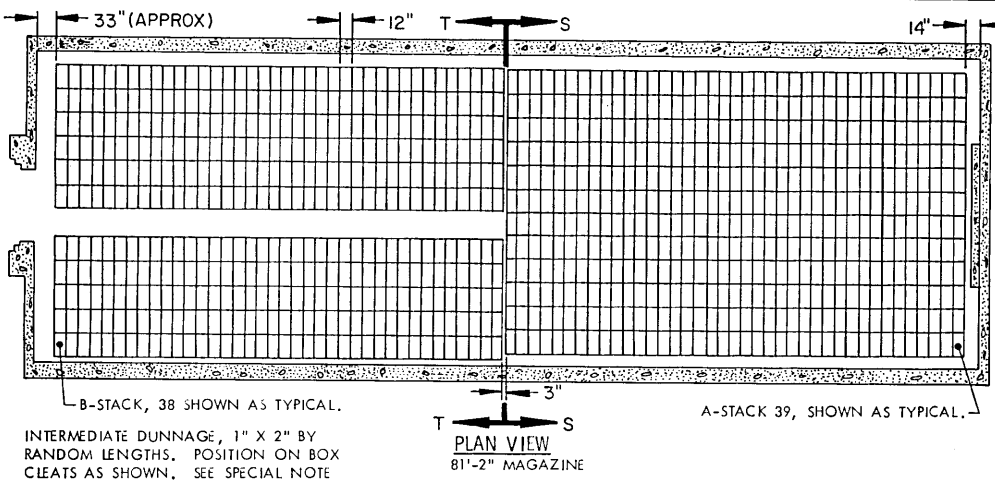 33" (APPROX)
12"
T S
14"
3"
B-STACK, 38 SHOWN AS TYPICAL.
A-STACK 39, SHOWN AS TYPICAL.
T S
INTERMEDIATE DUNNAGE, 1" X 2" BY
RANDOM LENGTHS. POSITION ON BOX
CLEATS AS SHOWN. SEE SPECIAL NOTE
PLAN VIEW
81'-2" MAGAZINE